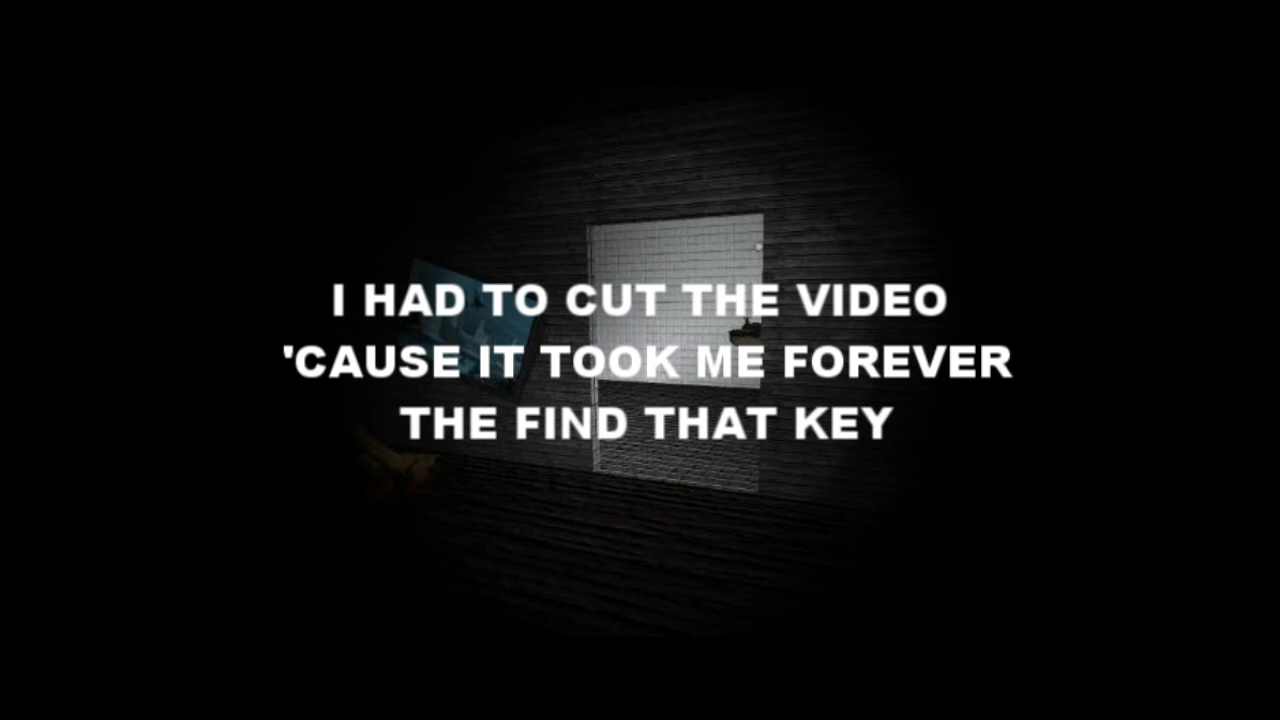 I HAD TO CUT THE VIDEO
'CAUSE IT TOOK ME FOREVER
THE FIND THAT KEY